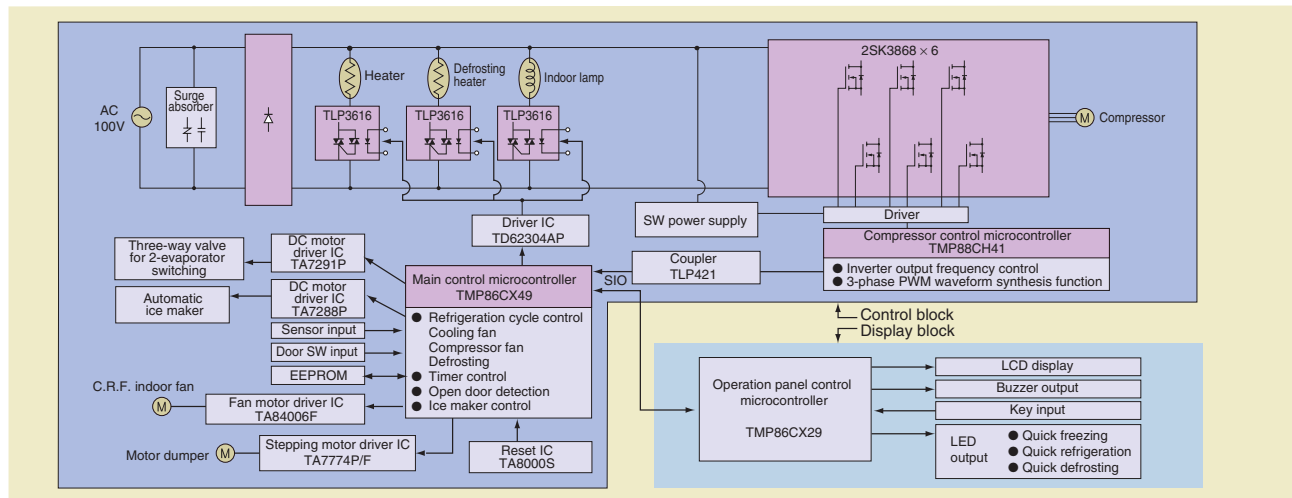 2SK3868 × 6
Heater
Defrosting
heater
Indoor lamp
Surge
absorber
AC
100V
TLP3616
TLP3616
TLP3616
M
Compressor
SW power supply
Driver
Driver IC
TD62304AP
Compressor control microcontroller
TMP88CH41
● Inverter output frequency control
● 3-phase PWM waveform synthesis function
Three-way valve
for 2-evaporator
switching
DC motor
driver IC
TA7291P
Coupler
TLP421
SIO
Main control microcontroller
TMP86CX49
Automatic
ice maker
DC motor
driver IC
TA7288P
● Refrigration cycle control
Cooling fan
Compressor fan
Defrosting
● Timer control
● Open door detection
● Ice maker control
Sensor input
Door SW input
EEPROM
C.R.F. indoor fan
M
Fan motor driver IC
TA84006F
Motor dumper
M
Stepping motor driver IC
TA7774P/F
Reset IC
TA8000S
Control block
Display block
Operation panel control
microcontroller
TMP86CX29
LCD display
Buzzer output
Key input
LED
output
● Quick freezing
● Quick refrigeration
● Quick defrosting